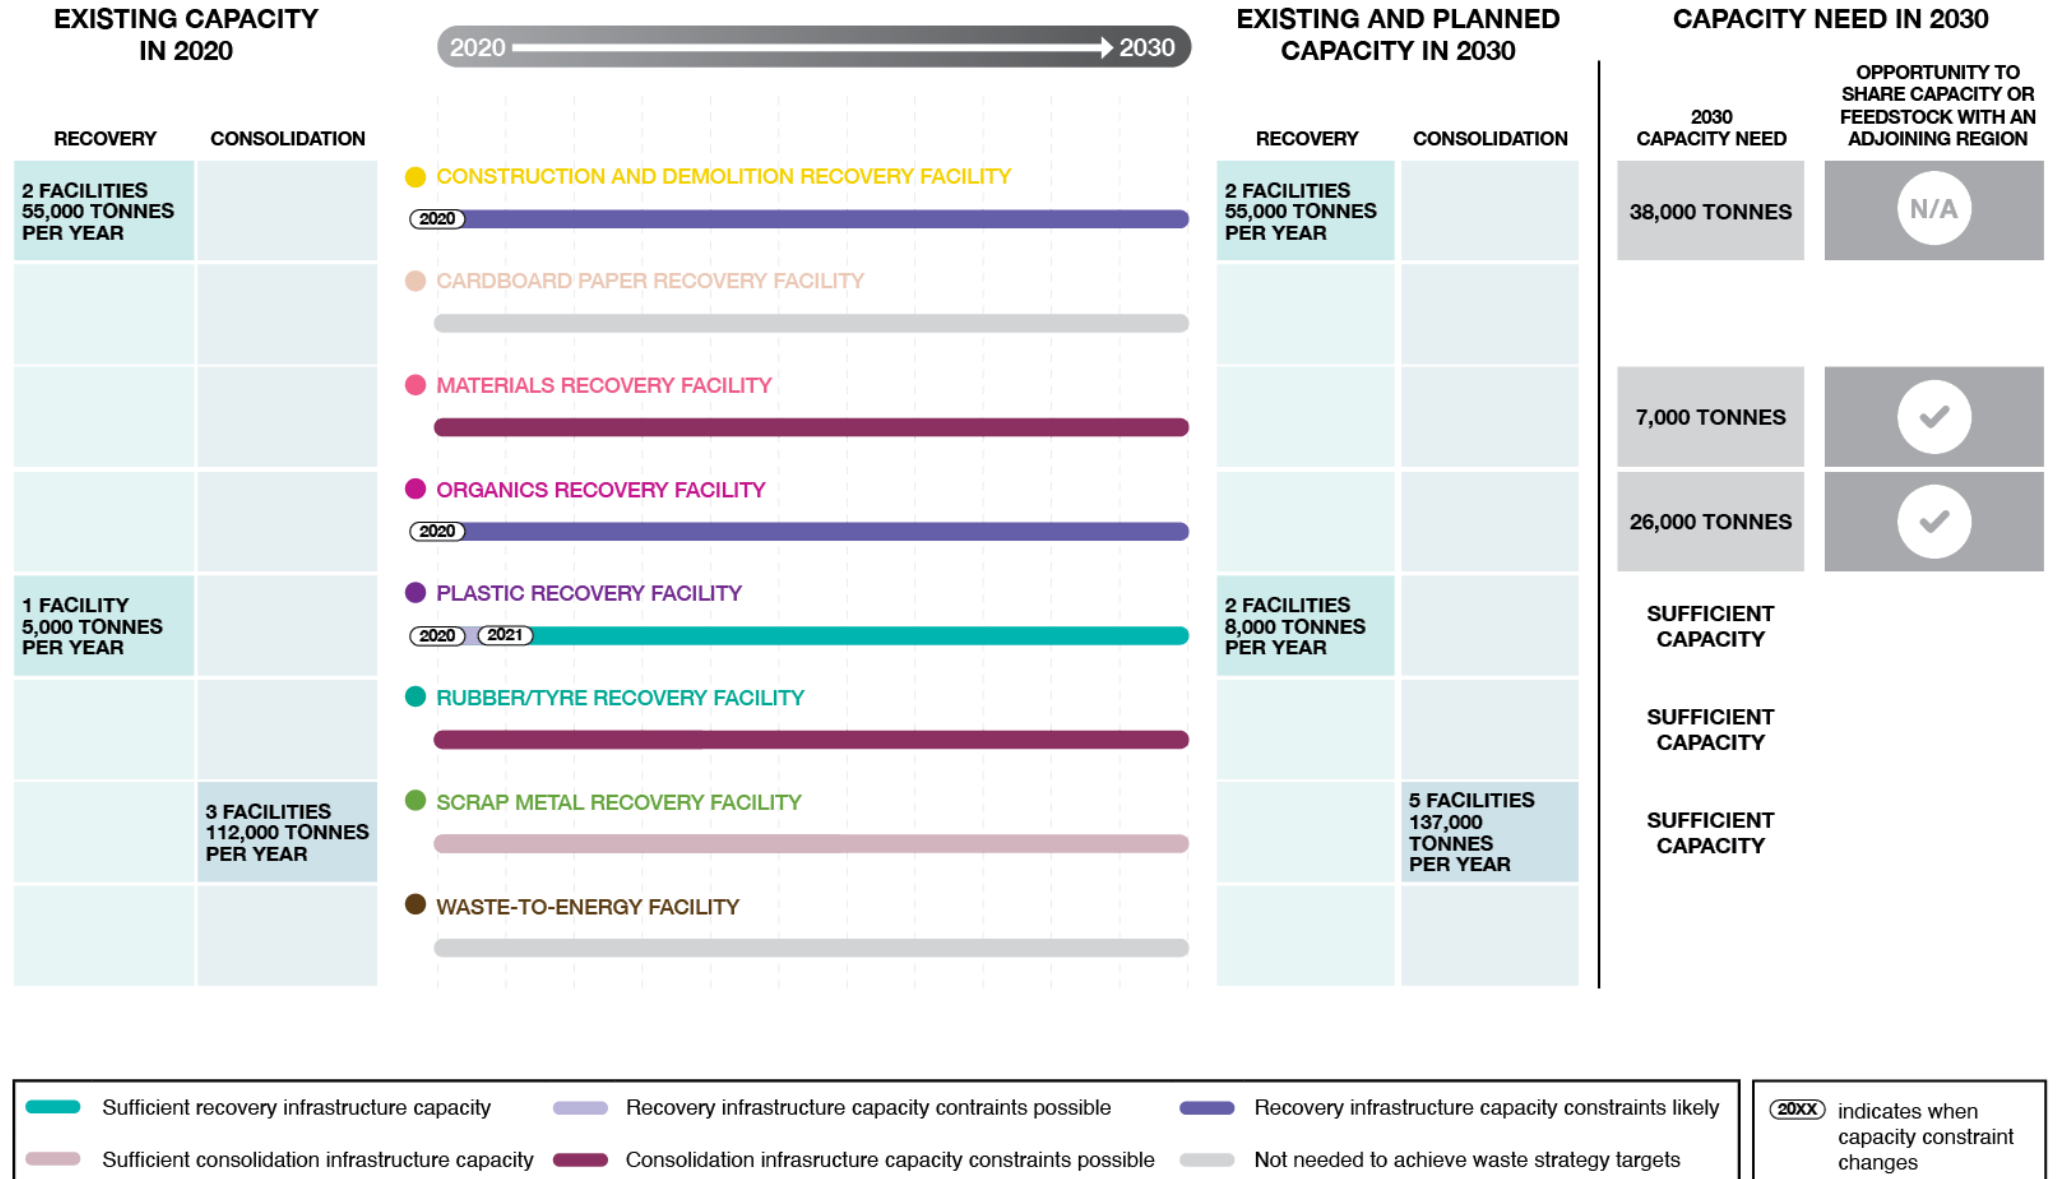 EXISTING CAPACITY
IN 2020
2020
2030
EXISTING AND PLANNED
CAPACITY IN 2030
CAPACITY NEED IN 2030
RECOVERY
CONSOLIDATION
RECOVERY
CONSOLIDATION
2030
CAPACITY NEED
OPPORTUNITY TO
SHARE CAPACITY OR
FEEDSTOCK WITH AN
ADJOINING REGION
2 FACILITIES
55,000 TONNES
PER YEAR
CONSTRUCTION AND DEMOLITION RECOVERY FACILITY
2020
2 FACILITIES
55,000 TONNES
PER YEAR
38,000 TONNES
N/A
CARDBOARD PAPER RECOVERY FACILITY
MATERIALS RECOVERY FACILITY
7,000 TONNES
ORGANICS RECOVERY FACILITY
2020
26,000 TONNES
1 FACILITY
5,000 TONNES
PER YEAR
PLASTIC RECOVERY FACILITY
2020
2021
2 FACILITIES
8,000 TONNES
PER YEAR
SUFFICIENT
CAPACITY
RUBBER/TYRE RECOVERY FACILITY
SUFFICIENT
CAPACITY
3 FACILITIES
112,000 TONNES
PER YEAR
SCRAP METAL RECOVERY FACILITY
5 FACILITIES
137,000
TONNES
PER YEAR
SUFFICIENT
CAPACITY
WASTE-TO-ENERGY FACILITY
Sufficient recovery infrastructure capacity
Recovery infrastructure capacity contraints possible
Recovery infrastructure capacity constraints likely
Sufficient consolidation infrastructure capacity
Consolidation infrasructure capacity constraints possible
Not needed to achieve waste strategy targets
20XX
indicates when
capacity constraint
changes